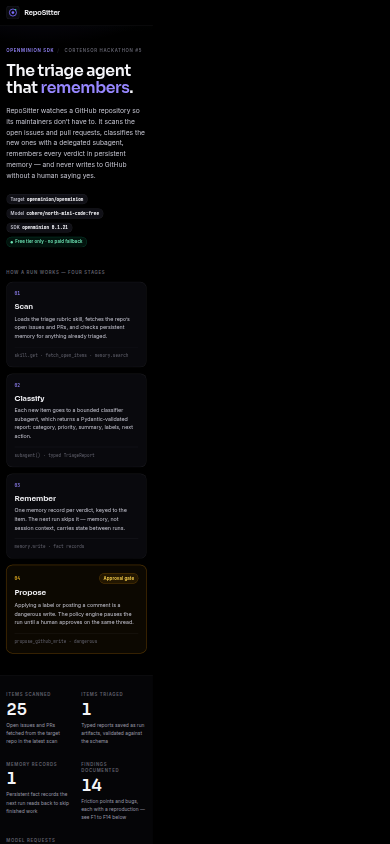 RepoSitter
OPENMINION SDK
CORTENSOR HACKATHON #5
The triage agent
that remembers.
RepoSitter watches a GitHub repository so
its maintainers don't have to. It scans the
open issues and pull requests, classifies the
new ones with a delegated subagent,
remembers every verdict in persistent
memory — and never writes to GitHub
without a human saying yes.
Target openminion/openminion
Model cohere/north-mini-code:free
SDK openminion 0.1.21
Free tier only · no paid fallback
HOW A RUN WORKS — FOUR STAGES
01
Scan
Loads the triage rubric skill, fetches the repo's
open issues and PRs, and checks persistent
memory for anything already triaged.
skill.get · fetch_open_items · memory.search
02
Classify
Each new item goes to a bounded classifier
subagent, which returns a Pydantic-validated
report: category, priority, summary, labels, next
action.
subagent() · typed TriageReport
03
Remember
One memory record per verdict, keyed to the
item. The next run skips it — memory, not
session context, carries state between runs.
memory.write · fact records
04
Approval gate
Propose
Applying a label or posting a comment is a
dangerous write. The policy engine pauses the
run until a human approves on the same thread.
propose_github_write · dangerous
ITEMS SCANNED
25
Open issues and PRs
fetched from the target
repo in the latest scan
ITEMS TRIAGED
1
Typed reports saved as run
artifacts, validated against
the schema
MEMORY RECORDS
1
Persistent fact records the
next run reads back to skip
finished work
FINDINGS
DOCUMENTED
14
Friction points and bugs,
each with a reproduction —
see F1 to F14 below
MODEL REQUESTS